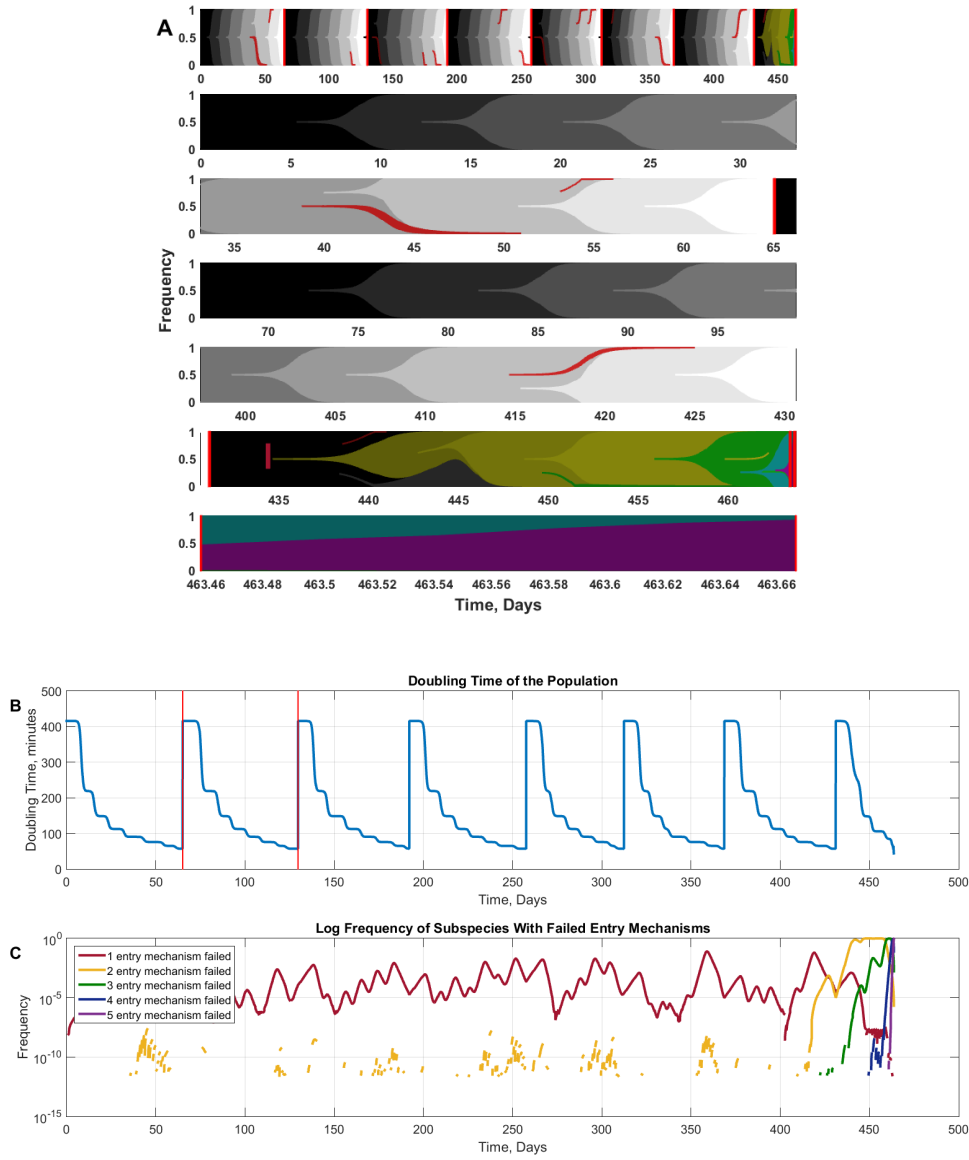 A
1
0.5
0
0 50 100 150 200 250 300 350 400 450
1
0.5
0
0 5 10 15 20 25 30
1
0.5
0
35 40 45 50 55 60 65
Frequency
1
0.5
0
70 75 80 85 90 95
1
0.5
0
400 405 410 415 420 425 430
1
0.5
0
435 440 445 450 455 460
1
0.5
0
463.46 463.48 463.5 463.52 463.54 463.56 463.58 463.6 463.62 463.64 463.66
Time, Days
B
Doubling Time of the Population
Doubling Time, minutes
500
400
300
200
100
0
0 50 100 150 200 250 300 350 400 450 500
Time, Days
C
Log Frequency of Subspecies With Failed Entry Mechanisms
Frequency
10^0
10^-5
10^-10
10^-15
1 entry mechanism failed
2 entry mechanism failed
3 entry mechanism failed
4 entry mechanism failed
5 entry mechanism failed
0 50 100 150 200 250 300 350 400 450 500
Time, Days